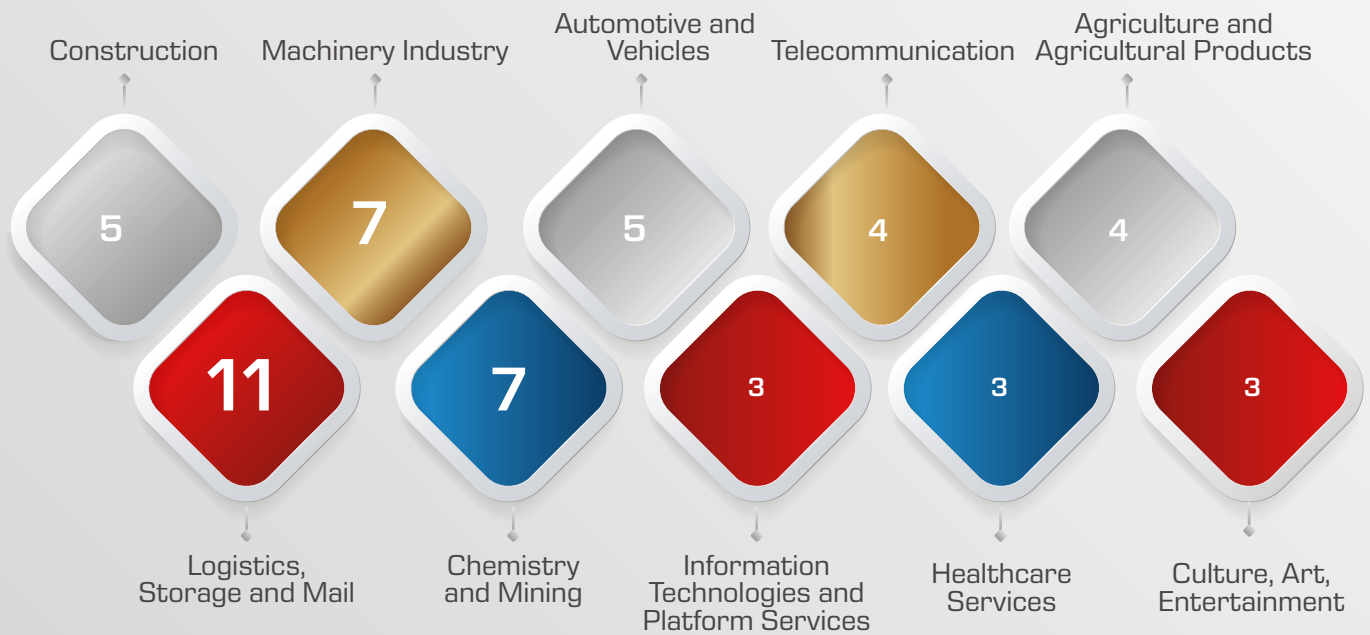 Construction
Machinery Industry
Automotive and
Vehicles
Telecommunication
Agriculture and
Agricultural Products
5
7
5
4
4
11
7
3
3
3
Logistics,
Storage and Mail
Chemistry
and Mining
Information
Technologies and
Platform Services
Healthcare
Services
Culture, Art,
Entertainment